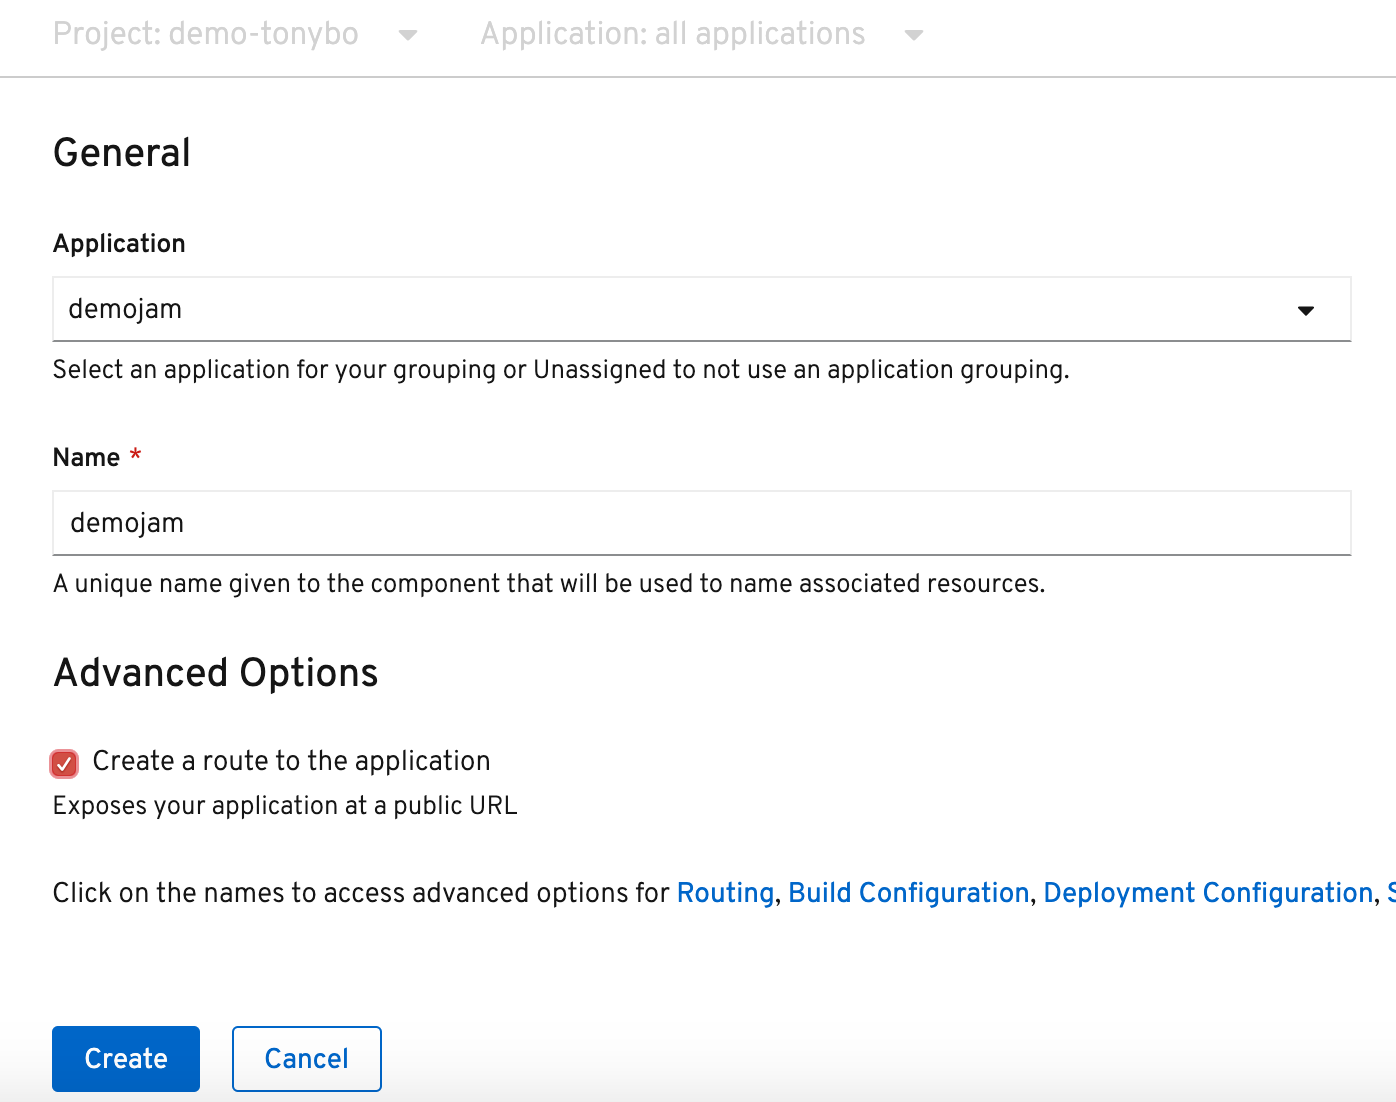 Project: demo-tonybo Application: all applications
General
Application
demojam
Select an application for your grouping or Unassigned to not use an application grouping.
Name *
demojam
A unique name given to the component that will be used to name associated resources.
Advanced Options
Create a route to the application
Exposes your application at a public URL
Click on the names to access advanced options for Routing, Build Configuration, Deployment Configuration,
Create Cancel